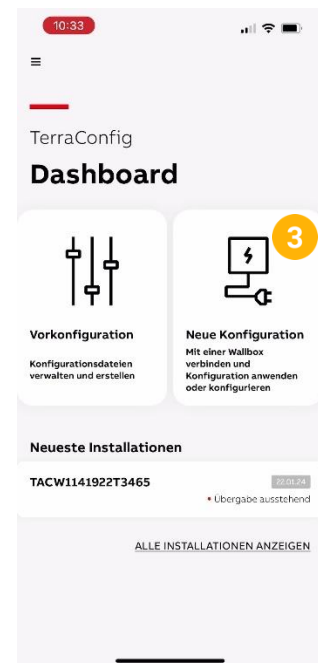 10:33
TerraConfig
Dashboard
3
Vorkonfiguration
Konfigurationsdateien
verwalten und erstellen
Neue Konfiguration
Mit einer Wallbox
verbinden und
Konfiguration anwenden
oder konfigurieren
Neueste Installationen
TACW1141922T3465
22.01.24
• Übergabe ausstehend
ALLE INSTALLATIONEN ANZEIGEN